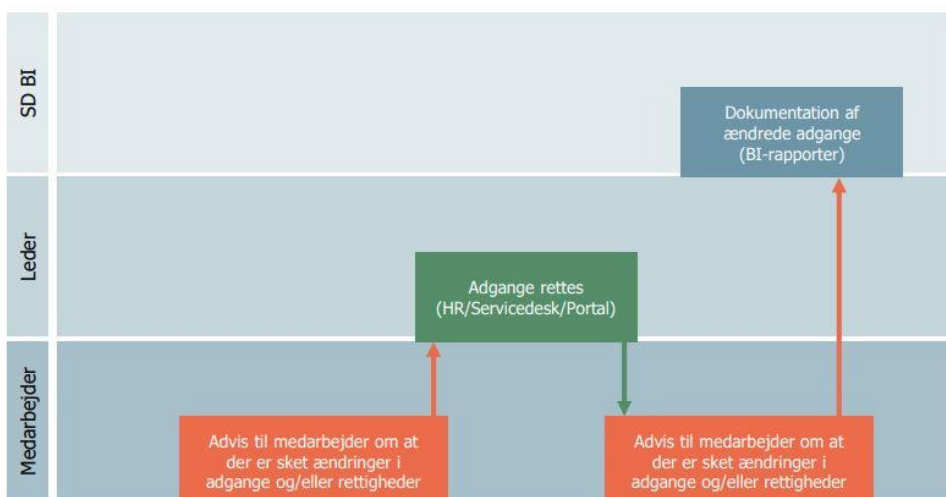 SD BI
Dokumentation af
ændrede adgange
(BI-rapporter)
Leder
Adgange rettes
(HR/Servicedesk/Portal)
Medarbejder
Advis til medarbejder om at
der er sket ændringer i
adgange og/eller rettigheder
Advis til medarbejder om at
der er sket ændringer i
adgange og/eller rettigheder